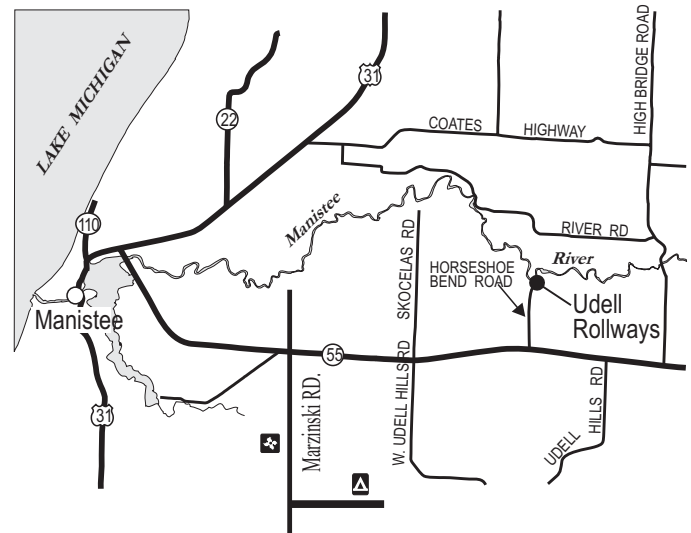 LAKE MICHIGAN
31
22
COATES HIGHWAY
HIGH BRIDGE ROAD
110
Manistee
SKOCELAS RD
RIVER RD
River
HORSESHOE
BEND ROAD
Udell
Rollways
Manistee
55
31
Marzinski RD.
W. UDELL HILLS RD
UDELL
HILLS RD